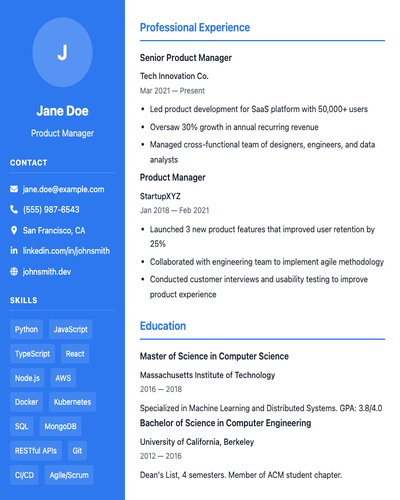 J
Jane Doe
Product Manager
CONTACT
jane.doe@example.com
(555) 987-6543
San Francisco, CA
linkedin.com/in/johnsmith
johnsmith.dev
SKILLS
Python JavaScript
TypeScript React
Node.js AWS
Docker Kubernetes
SQL MongoDB
RESTful APIs Git
CI/CD Agile/Scrum
Professional Experience
Senior Product Manager
Tech Innovation Co.
Mar 2021 — Present
• Led product development for SaaS platform with 50,000+ users
• Oversaw 30% growth in annual recurring revenue
• Managed cross-functional team of designers, engineers, and data
analysts
Product Manager
StartupXYZ
Jan 2018 — Feb 2021
• Launched 3 new product features that improved user retention by
25%
• Collaborated with engineering team to implement agile methodology
• Conducted customer interviews and usability testing to improve
product experience
Education
Master of Science in Computer Science
Massachusetts Institute of Technology
2016 — 2018
Specialized in Machine Learning and Distributed Systems. GPA: 3.8/4.0
Bachelor of Science in Computer Engineering
University of California, Berkeley
2012 — 2016
Dean's List, 4 semesters. Member of ACM student chapter.